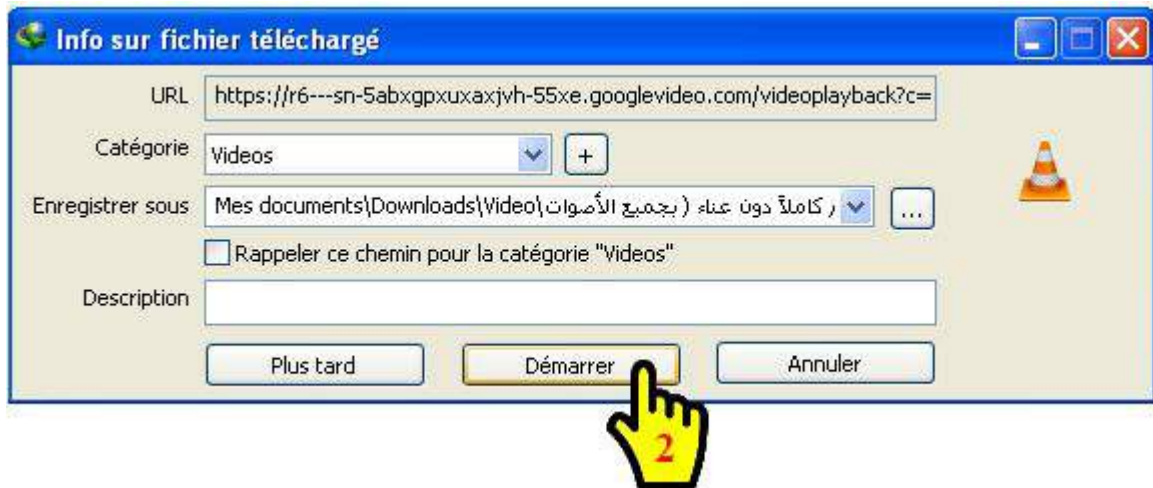 Info sur fichier téléchargé
URL https://r6---sn-5abxgpxuxaxjvh-55xe.googlevideo.com/videoplayback?c=
Catégorie Videos +
Enregistrer sous Mes documents\Downloads\Video\ر كاملاً دون عناء ( بجميع الأصوات ...
Rappeler ce chemin pour la catégorie "Videos"
Description
Plus tard Démarrer Annuler
2